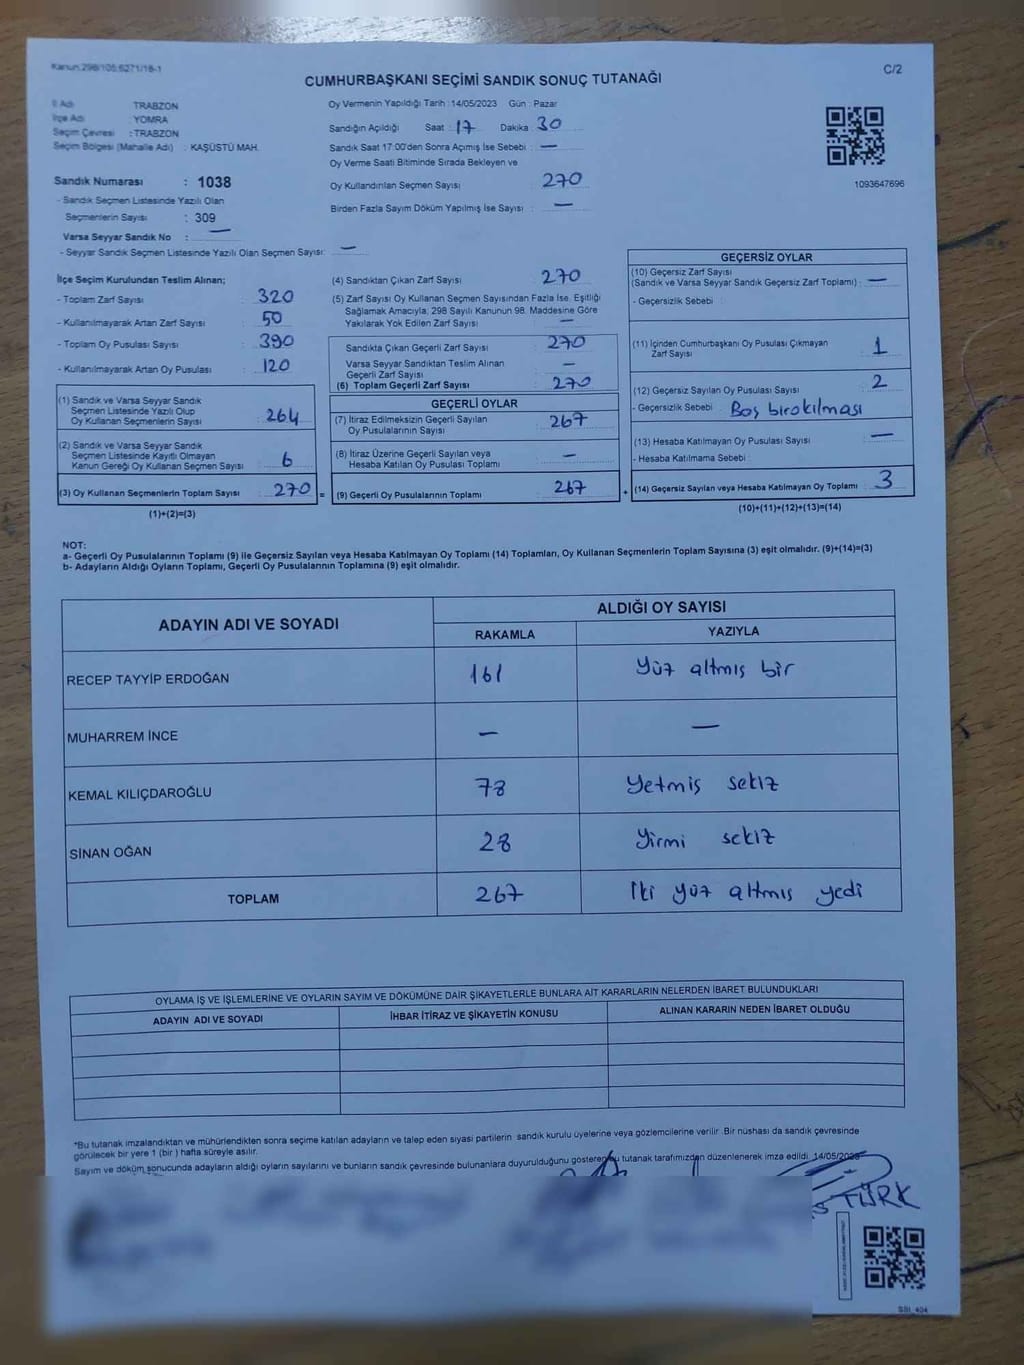 Kanun:298/105;6271/18-1
C/2
CUMHURBAŞKANI SEÇİMİ SANDIK SONUÇ TUTANAĞI
İl Adı TRABZON
İlçe Adı : YOMRA
Seçim Çevresi : TRABZON
Seçim Bölgesi (Mahalle Adı) : KAŞÜSTÜ MAH.
Sandık Numarası : 1038
- Sandık Seçmen Listesinde Yazılı Olan
Seçmenlerin Sayısı : 309
Varsa Seyyar Sandık No : —
- Seyyar Sandık Seçmen Listesinde Yazılı Olan Seçmen Sayısı: —
Oy Vermenin Yapıldığı Tarih : 14/05/2023 Gün : Pazar
Sandığın Açıldığı Saat : 17 Dakika 30
Sandık Saat 17:00'den Sonra Açımış İse Sebebi : —
Oy Verme Saati Bitiminde Sırada Bekleyen ve
Oy Kullandırılan Seçmen Sayısı 270
Birden Fazla Sayım Döküm Yapılmış İse Sayısı : —
1093647696
İlçe Seçim Kurulundan Teslim Alınan;
- Toplam Zarf Sayısı : 320
- Kullanılmayarak Artan Zarf Sayısı : 50
- Toplam Oy Pusulası Sayısı : 390
- Kullanılmayarak Artan Oy Pusulası : 120
(1) Sandık ve Varsa Seyyar Sandık
Seçmen Listesinde Yazılı Olup
Oy Kullanan Seçmenlerin Sayısı 264
(2) Sandık ve Varsa Seyyar Sandık
Seçmen Listesinde Kayıtlı Olmayan
Kanun Gereği Oy Kullanan Seçmen Sayısı 6
(3) Oy Kullanan Seçmenlerin Toplam Sayısı : 270 =
(1)+(2)=(3)
(4) Sandıktan Çıkan Zarf Sayısı : 270
(5) Zarf Sayısı Oy Kullanan Seçmen Sayısından Fazla İse, Eşitliği
Sağlamak Amacıyla, 298 Sayılı Kanunun 98. Maddesine Göre
Yakılarak Yok Edilen Zarf Sayısı : —
Sandıkta Çıkan Geçerli Zarf Sayısı : 270
Varsa Seyyar Sandıktan Teslim Alınan
Geçerli Zarf Sayısı —
(6) Toplam Geçerli Zarf Sayısı : 270
GEÇERLİ OYLAR
(7) İtiraz Edilmeksizin Geçerli Sayılan
Oy Pusulalarının Sayısı : 267
(8) İtiraz Üzerine Geçerli Sayılan veya
Hesaba Katılan Oy Pusulası Toplamı : —
(9) Geçerli Oy Pusulalarının Toplamı : 267 +
GEÇERSİZ OYLAR
(10) Geçersiz Zarf Sayısı
(Sandık ve Varsa Seyyar Sandık Geçersiz Zarf Toplamı) : —
- Geçersizlik Sebebi :
(11) İçinden Cumhurbaşkanı Oy Pusulası Çıkmayan
Zarf Sayısı : 1
(12) Geçersiz Sayılan Oy Pusulası Sayısı : 2
- Geçersizlik Sebebi : Boş bırakılması
(13) Hesaba Katılmayan Oy Pusulası Sayısı : —
- Hesaba Katılmama Sebebi :
(14) Geçersiz Sayılan veya Hesaba Katılmayan Oy Toplamı : 3
(10)+(11)+(12)+(13)=(14)
NOT:
a- Geçerli Oy Pusulalarının Toplamı (9) ile Geçersiz Sayılan veya Hesaba Katılmayan Oy Toplamı (14) Toplamları, Oy Kullanan Seçmenlerin Toplam Sayısına (3) eşit olmalıdır. (9)+(14)=(3)
b- Adayların Aldığı Oyların Toplamı, Geçerli Oy Pusulalarının Toplamına (9) eşit olmalıdır.
ADAYIN ADI VE SOYADI ALDIĞI OY SAYISI
RAKAMLA YAZIYLA
RECEP TAYYİP ERDOĞAN 161 Yüz altmış bir
MUHARREM İNCE — —
KEMAL KILIÇDAROĞLU 78 Yetmiş sekiz
SİNAN OĞAN 28 Yirmi sekiz
TOPLAM 267 İki yüz altmış yedi
OYLAMA İŞ VE İŞLEMLERİNE VE OYLARIN SAYIM VE DÖKÜMÜNE DAİR ŞİKAYETLERLE BUNLARA AİT KARARLARIN NELERDEN İBARET BULUNDUKLARI
ADAYIN ADI VE SOYADI İHBAR İTİRAZ VE ŞİKAYETİN KONUSU ALINAN KARARIN NEDEN İBARET OLDUĞU
*Bu tutanak imzalandıktan ve mühürlendikten sonra seçime katılan adayların ve talep eden siyasi partilerin sandık kurulu üyelerine veya gözlemcilerine verilir .Bir nüshası da sandık çevresinde
görülecek bir yere 1 (bir ) hafta süreyle asılır.
Sayım ve döküm sonucunda adayların aldığı oyların sayılarını ve bunların sandık çevresinde bulunanlara duyurulduğunu gösteren bu tutanak tarafımızdan düzenlenerek imza edildi. 14/05/2023
TÜRK
SSI_404